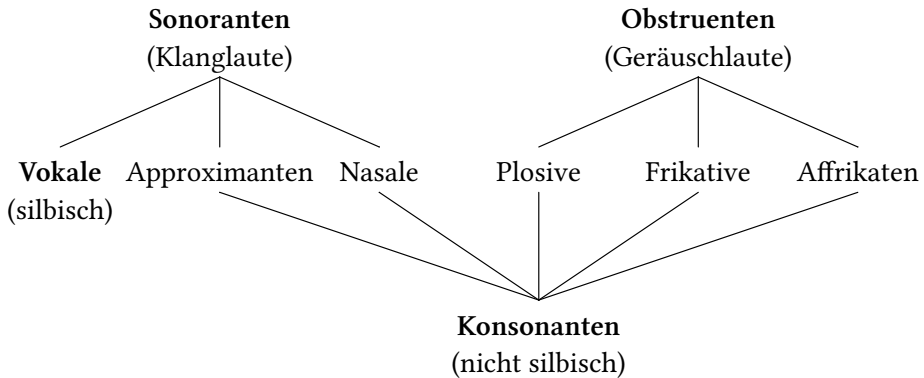 Sonoranten
(Klanglaute)
Obstruenten
(Geräuschlaute)
Vokale
(silbisch)
Approximanten
Nasale
Plosive
Frikative
Affrikaten
Konsonanten
(nicht silbisch)